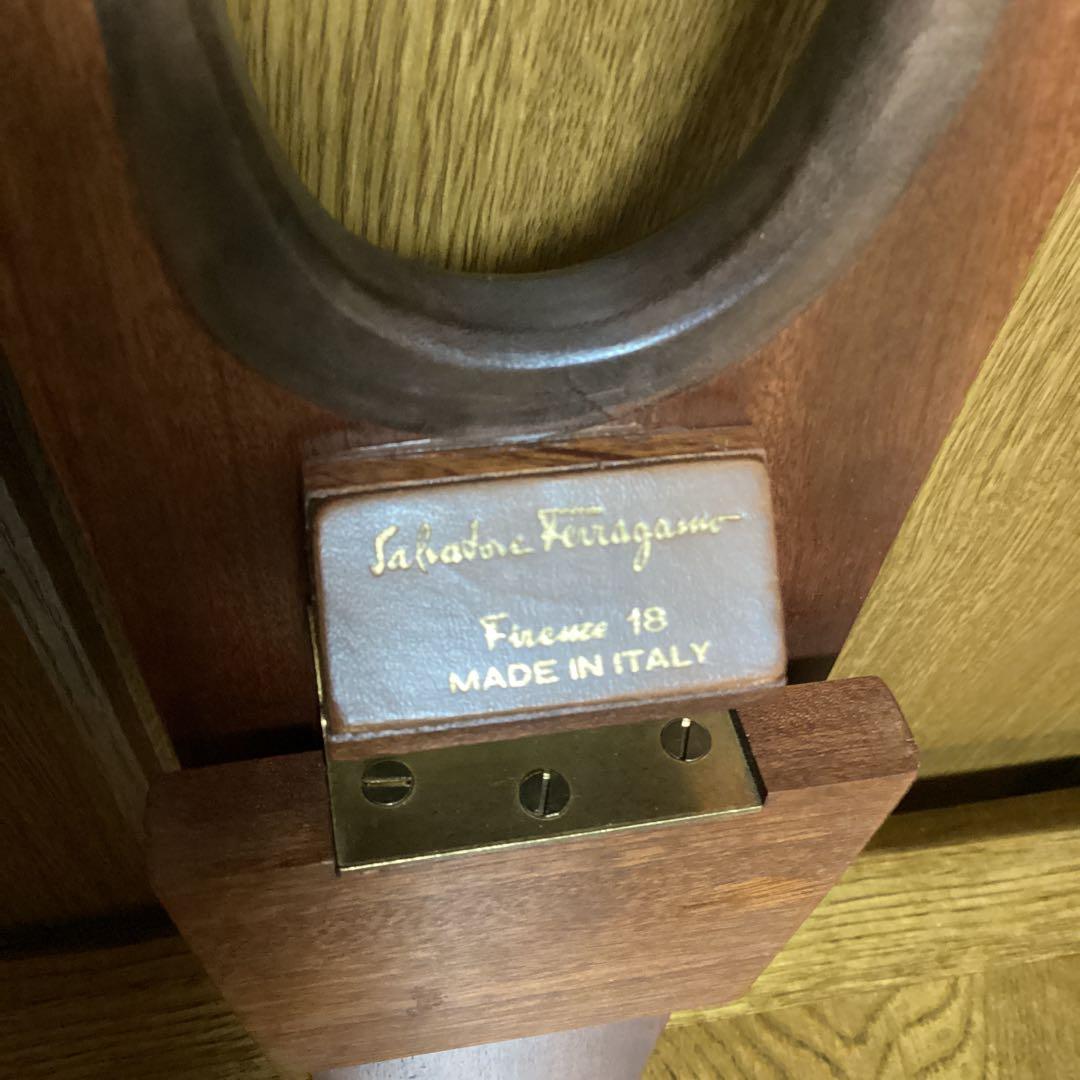 Salvatore Ferragamo
Firenze 18
MADE IN ITALY